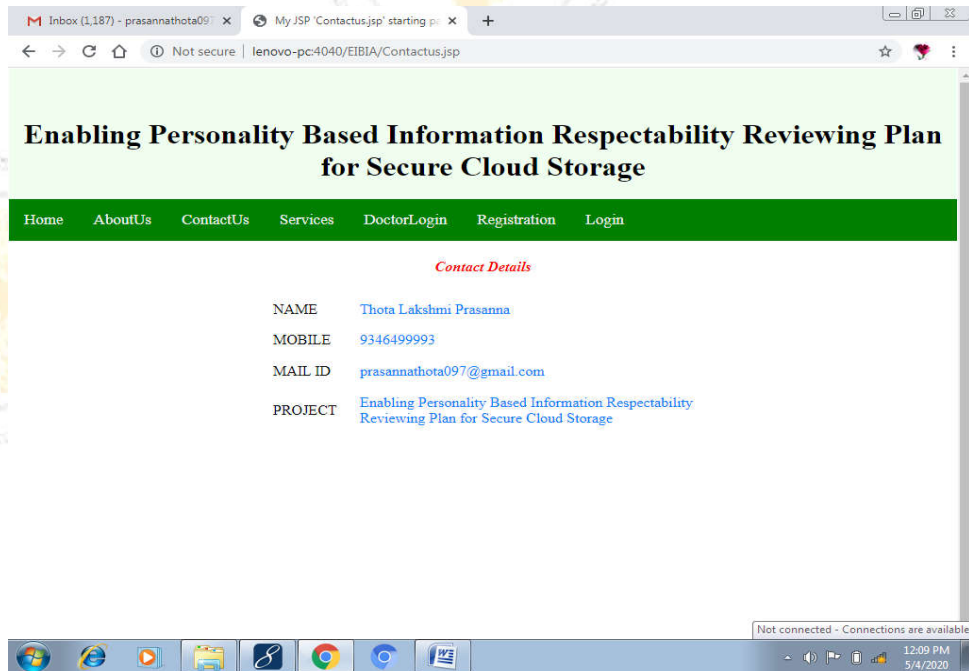 Inbox (1,187) - prasannathota097
My JSP 'Contactus.jsp' starting pa
Not secure | lenovo-pc:4040/EIBIA/Contactus.jsp
Enabling Personality Based Information Respectability Reviewing Plan
for Secure Cloud Storage
Home AboutUs ContactUs Services DoctorLogin Registration Login
Contact Details
NAME Thota Lakshmi Prasanna
MOBILE 9346499993
MAIL ID prasannathota097@gmail.com
PROJECT Enabling Personality Based Information Respectability
Reviewing Plan for Secure Cloud Storage
Not connected - Connections are available
12:09 PM
5/4/2020